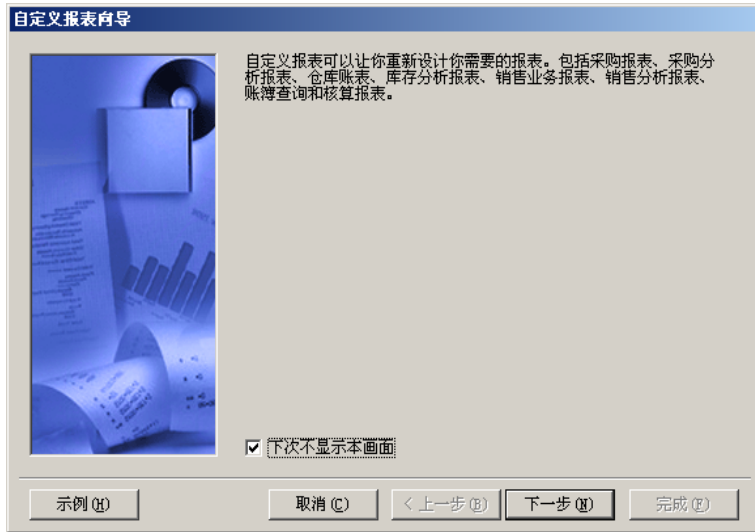 自定义报表向导
自定义报表可以让你重新设计你需要的报表。包括采购报表、采购分
析报表、仓库账表、库存分析报表、销售业务报表、销售分析报表、
账簿查询和核算报表。
下次不显示本画面
示例(H)
取消(C)
<上一步(B)
下一步(N)
完成(F)